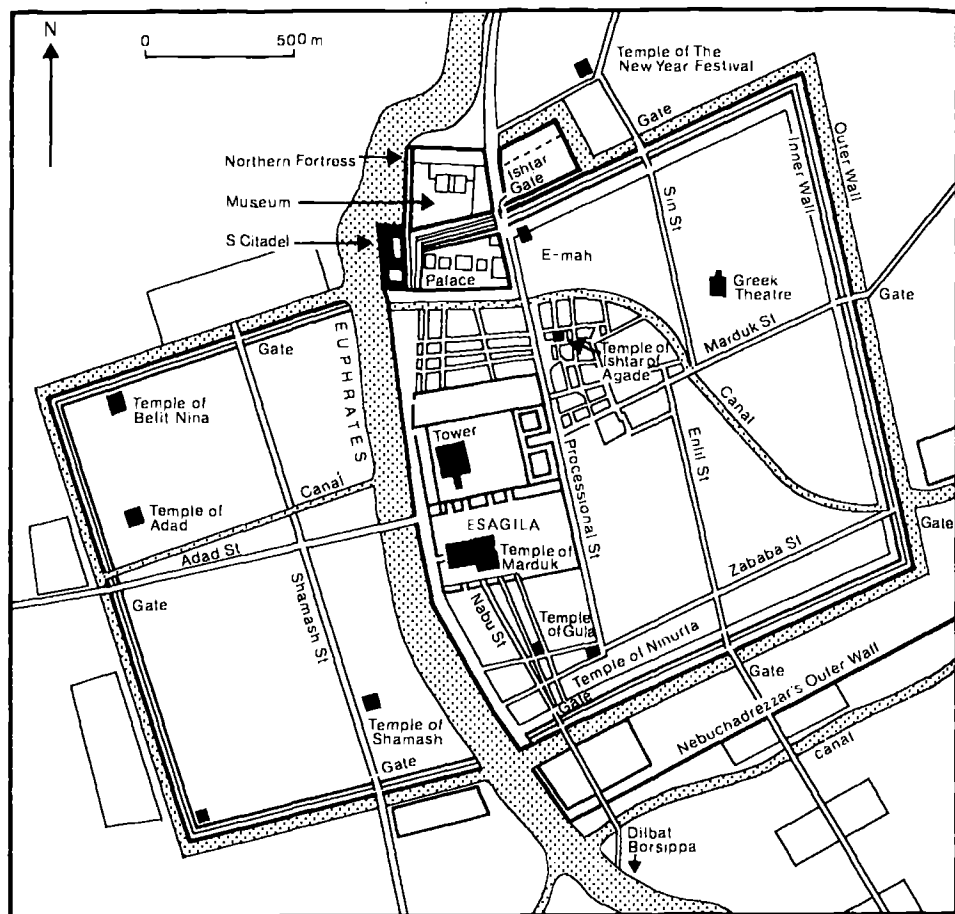 N
0 500 m
Temple of The
New Year Festival
Gate
Outer Wall
Inner Wall
Northern Fortress
Ishtar
Gate
Museum
Sin St
S Citadel
E-mah
Palace
Greek
Theatre
Gate
Marduk St
EUPHRATES
Gate
Temple of
Ishtar of
Agade
Temple of
Belit Nina
Canal
Tower
Enlil St
Processional St
Canal
Temple of
Adad
ESAGILA
Gate
Adad St
Temple of
Marduk
Zababa St
Gate
Shamash St
Nabu St
Temple
of Gula
Temple of Ninurta
Gate
Gate
Temple of
Shamash
Nebuchadrezzar's Outer Wall
Gate
canal
Dilbat
Borsippa